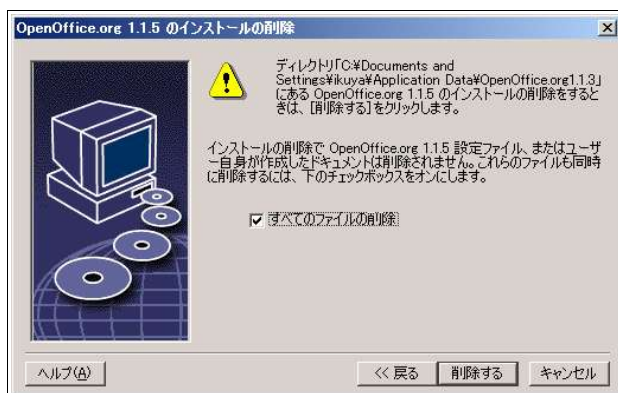 OpenOffice.org 1.1.5 のインストールの削除
ディレクトリ「C:¥Documents and
Settings¥ikuya¥Application Data¥OpenOffice.org1.1.3」
にある OpenOffice.org 1.1.5 のインストールの削除をすると
きは、[削除する]をクリックします。
インストールの削除で OpenOffice.org 1.1.5 設定ファイル、またはユーザ
ー自身が作成したドキュメントは削除されません。これらのファイルも同時
に削除するには、下のチェックボックスをオンにします。
すべてのファイルの削除
ヘルプ(A)
<< 戻る
削除する
キャンセル